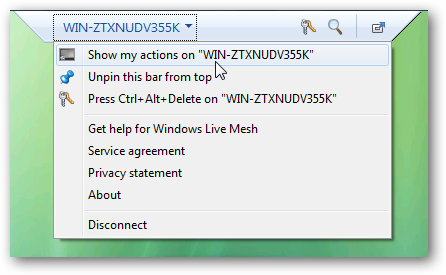 WIN-ZTXNUDV355K
Show my actions on "WIN-ZTXNUDV355K"
Unpin this bar from top
Press Ctrl+Alt+Delete on "WIN-ZTXNUDV355K"
Get help for Windows Live Mesh
Service agreement
Privacy statement
About
Disconnect